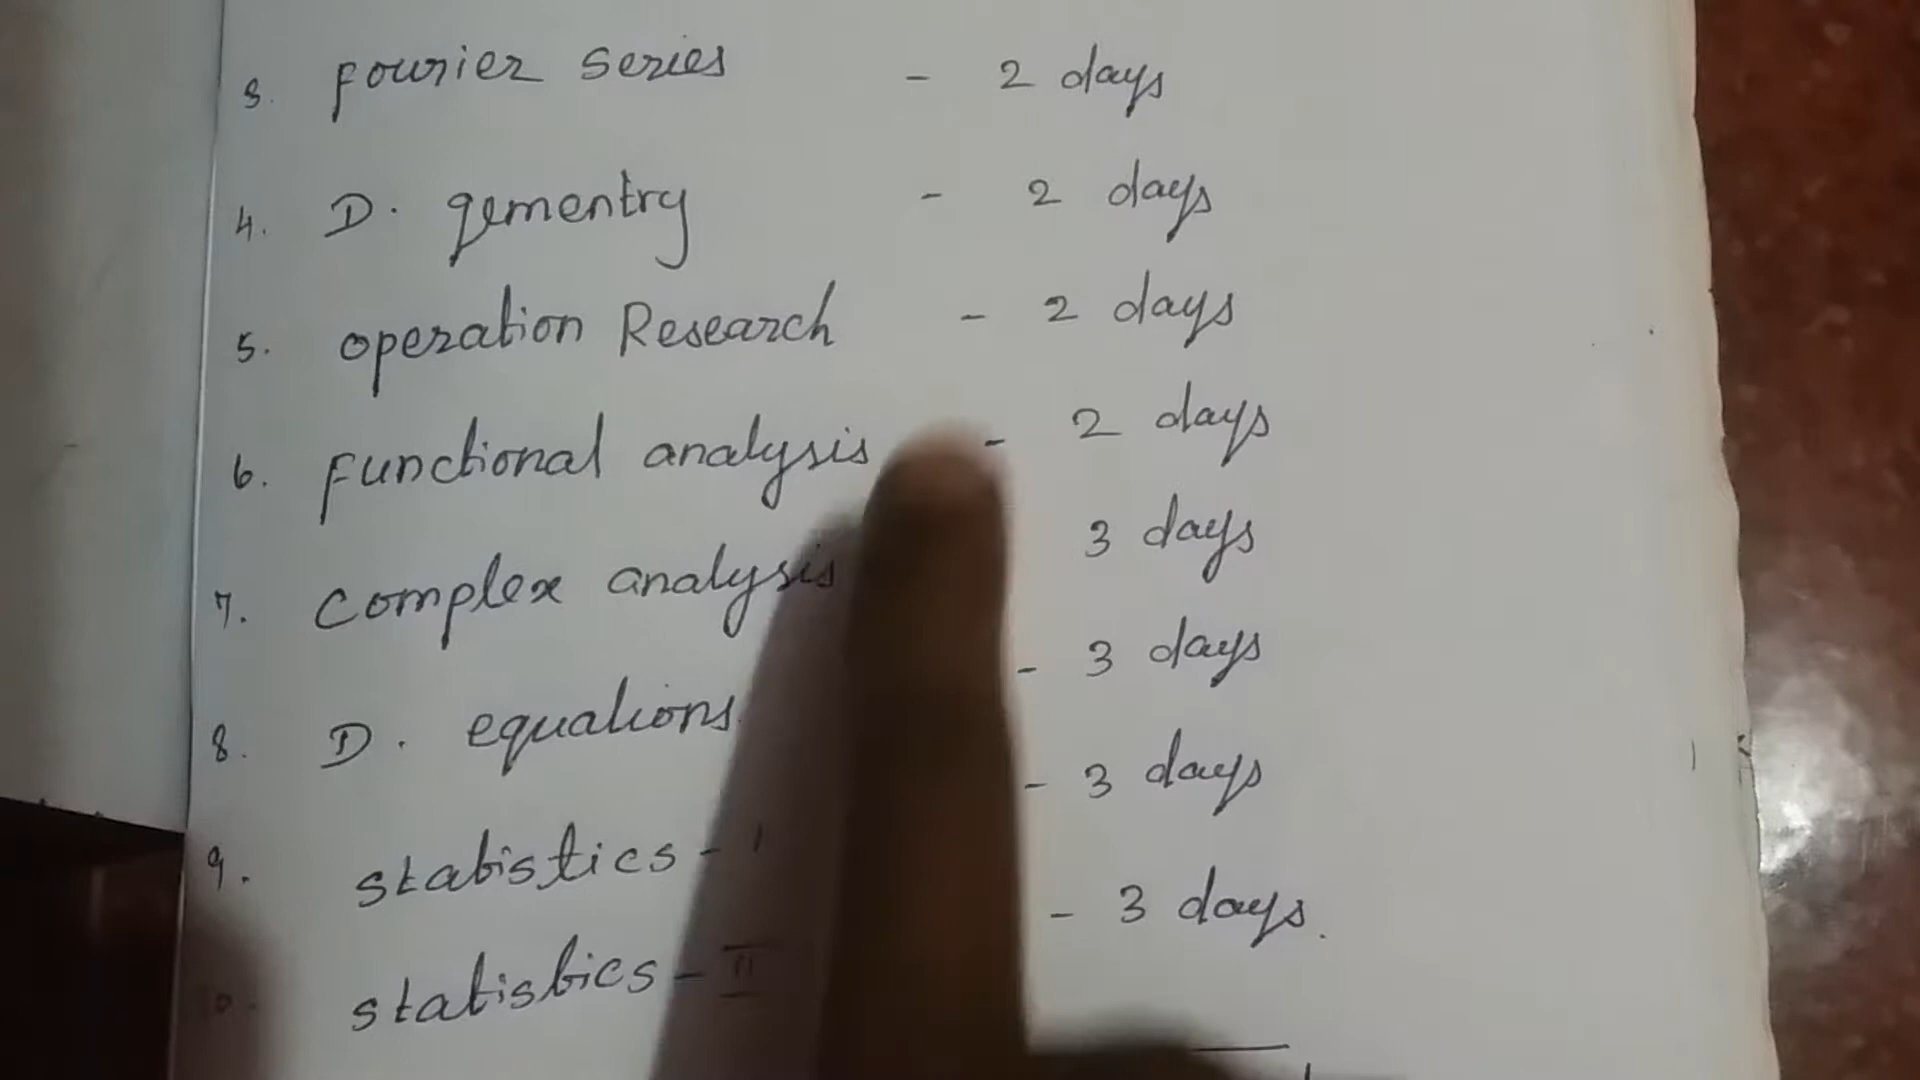 3. Fourier series - 2 days
4. D. gementry - 2 days
5. operation Research - 2 days
6. Functional analysis - 2 days
7. Complex analysis 3 days
8. D. equations - 3 days
9. statistics - I - 3 days
10. statistics - II - 3 days.